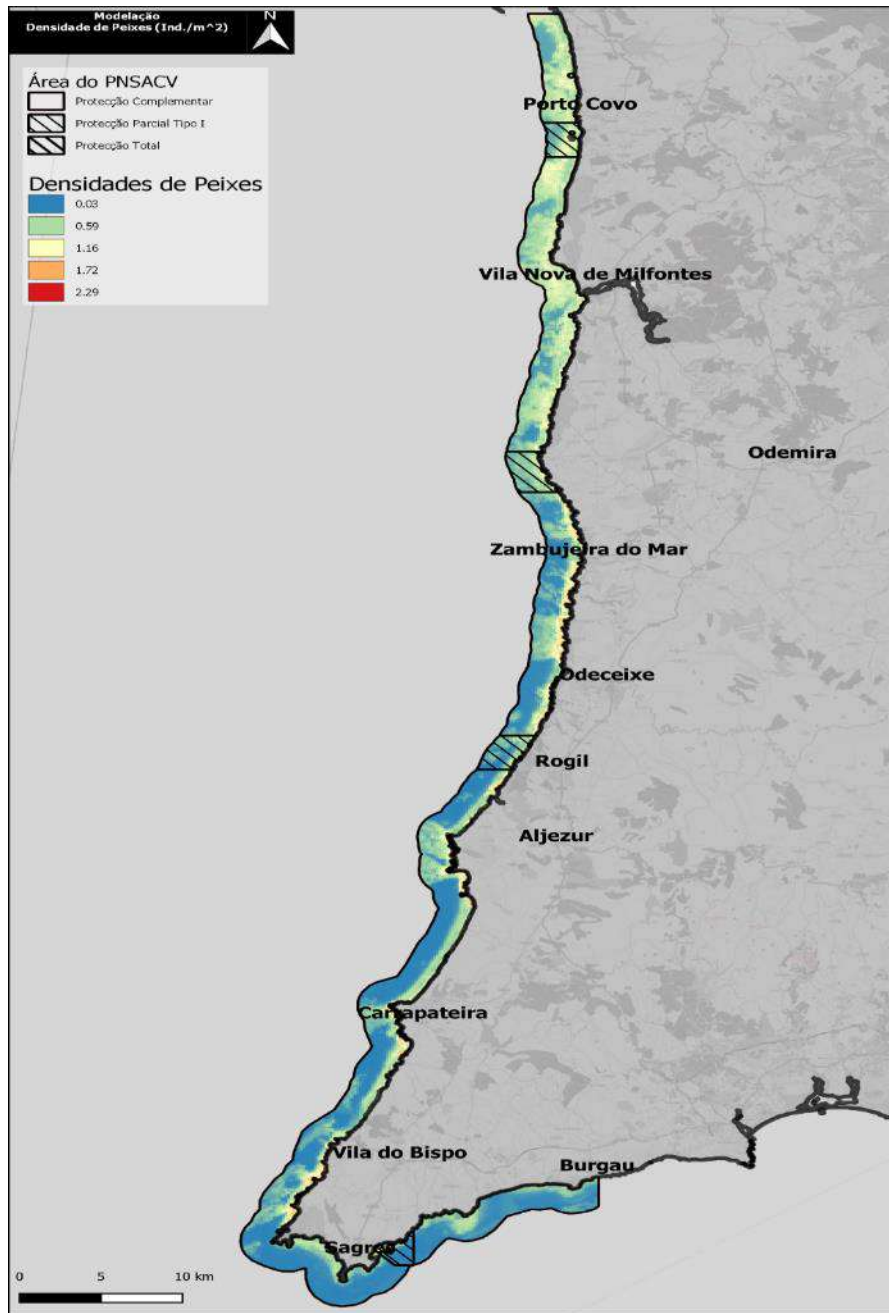 Modelação
Densidade de Peixes (Ind./m^2)
N
Área do PNSACV
Protecção Complementar
Protecção Parcial Tipo I
Protecção Total
Densidades de Peixes
0.03
0.59
1.16
1.72
2.29
Porto Covo
Vila Nova de Milfontes
Odemira
Zambujeira do Mar
Odeceixe
Rogil
Aljezur
Carrapateira
Vila do Bispo
Burgau
Sagres
0 5 10 km